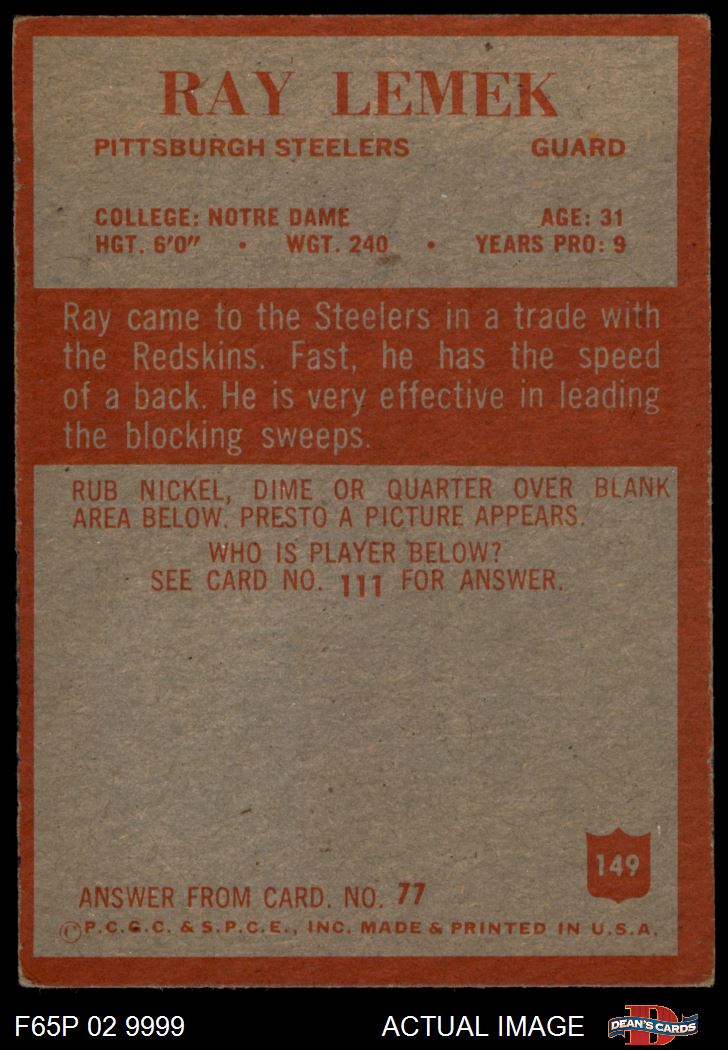 RAY LEMEK
PITTSBURGH STEELERS GUARD
COLLEGE: NOTRE DAME AGE: 31
HGT. 6'0" • WGT. 240 • YEARS PRO: 9
Ray came to the Steelers in a trade with
the Redskins. Fast, he has the speed
of a back. He is very effective in leading
the blocking sweeps.
RUB NICKEL, DIME OR QUARTER OVER BLANK
AREA BELOW. PRESTO A PICTURE APPEARS.
WHO IS PLAYER BELOW?
SEE CARD NO. 111 FOR ANSWER.
149
ANSWER FROM CARD. NO. 77
©P.C.G.C. & S.P.C.E., INC. MADE & PRINTED IN U.S.A.
F65P 02 9999 ACTUAL IMAGE DEAN'S CARDS